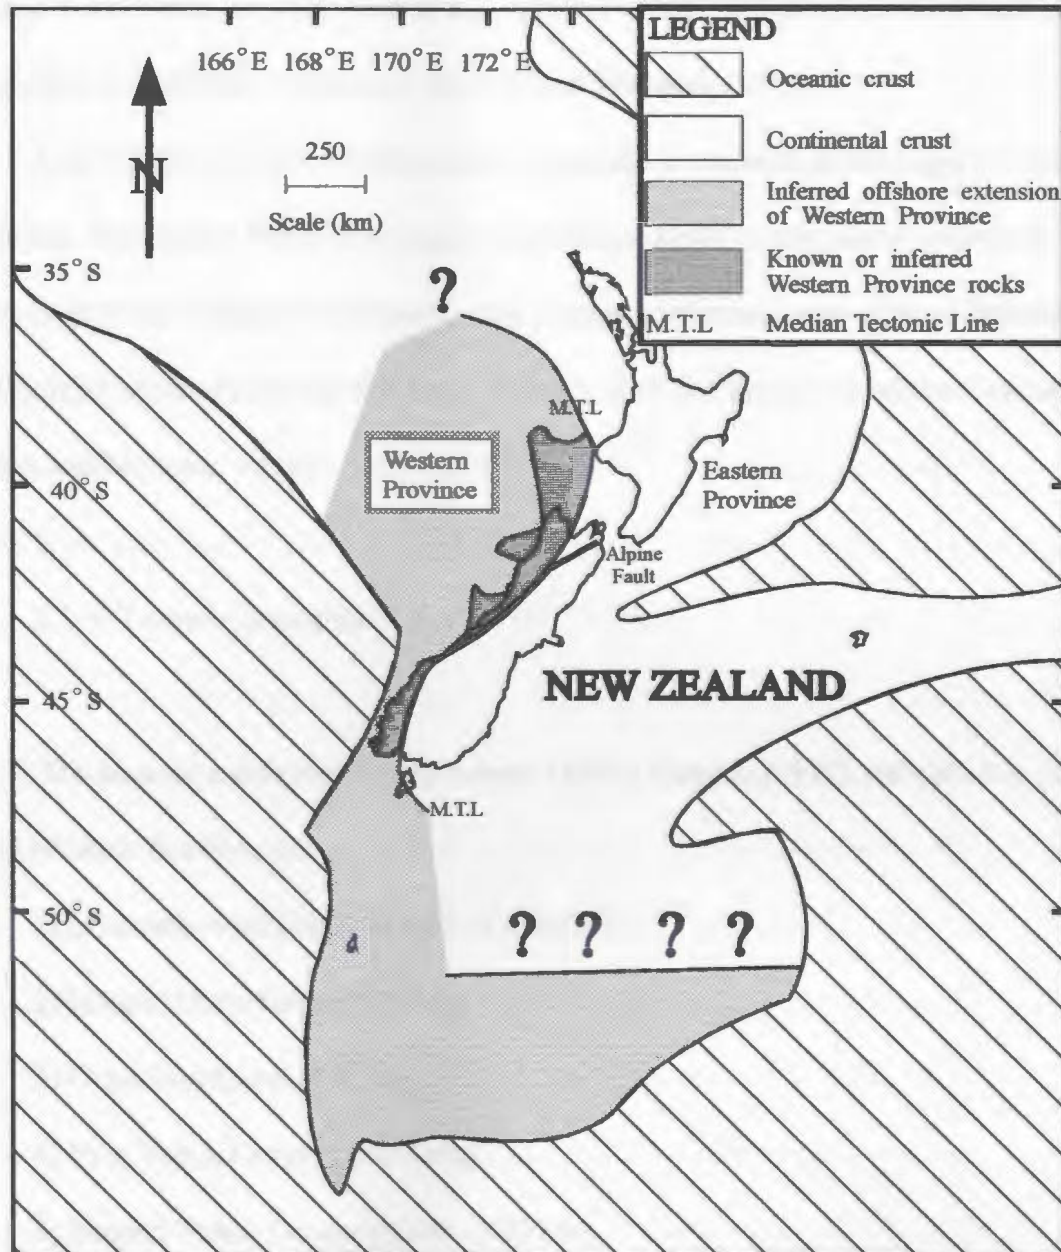 166°E 168°E 170°E 172°E
LEGEND
Oceanic crust
Continental crust
Inferred offshore extension
of Western Province
Known or inferred
Western Province rocks
M.T.L Median Tectonic Line
N
250
Scale (km)
35°S
?
M.T.L
Western
Province
Eastern
Province
40°S
Alpine
Fault
NEW ZEALAND
45°S
M.T.L
50°S
? ? ? ?